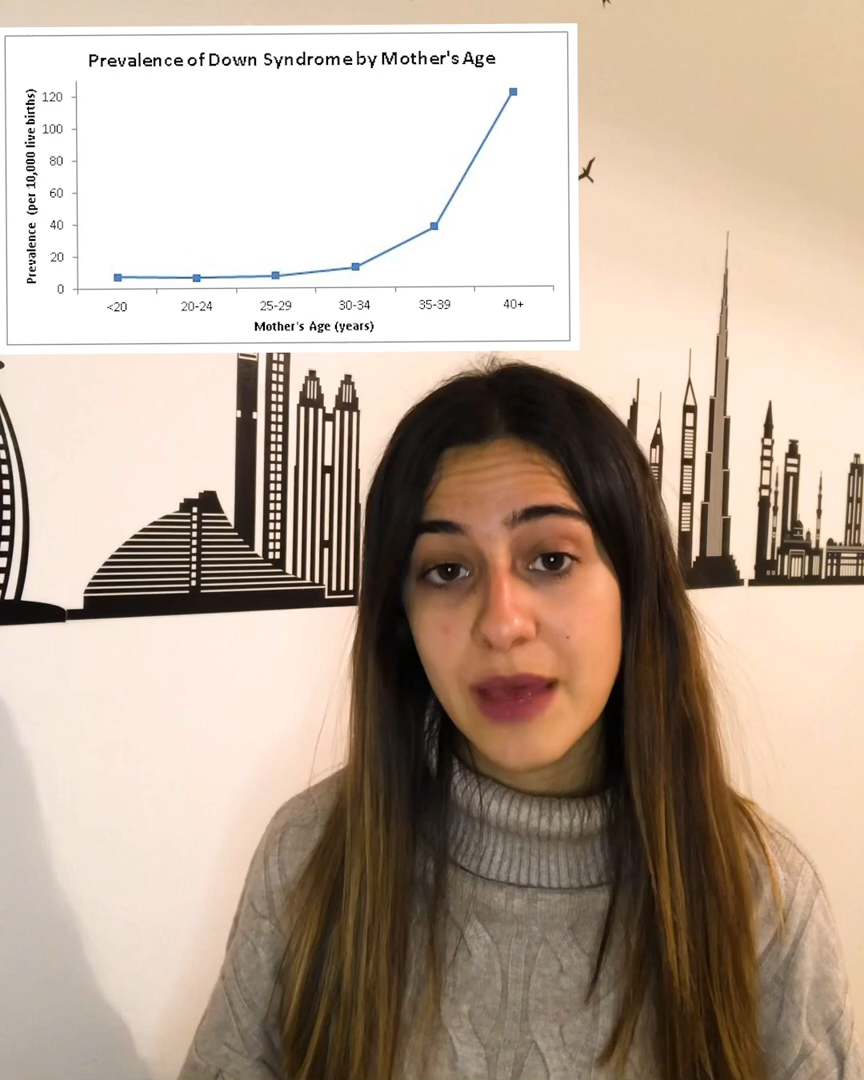 Prevalence of Down Syndrome by Mother's Age
Prevalence (per 10,000 live births)
120
100
80
60
40
20
0
<20 20-24 25-29 30-34 35-39 40+
Mother's Age (years)